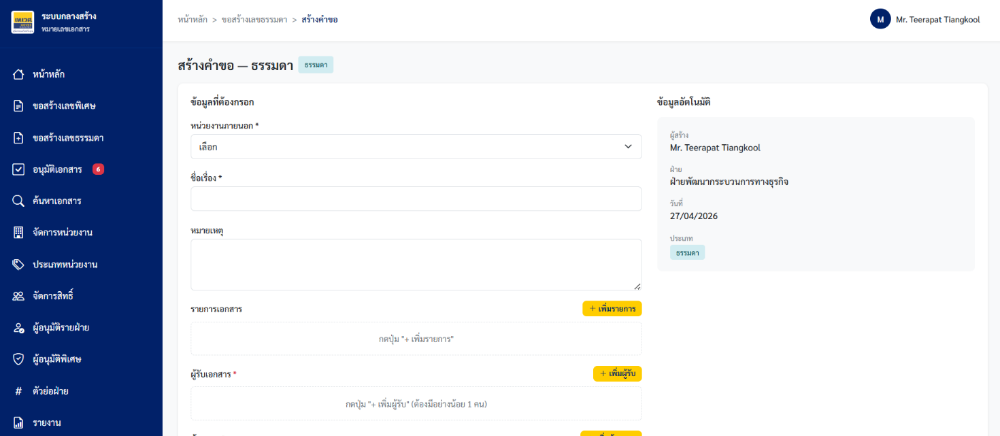 เทเวศ
DEVES
ระบบกลางสร้าง
หมายเลขเอกสาร
หน้าหลัก
ขอสร้างเลขพิเศษ
ขอสร้างเลขธรรมดา
อนุมัติเอกสาร 6
ค้นหาเอกสาร
จัดการหน่วยงาน
ประเภทหน่วยงาน
จัดการสิทธิ์
ผู้อนุมัติรายฝ่าย
ผู้อนุมัติพิเศษ
# ตัวย่อฝ่าย
รายงาน
หน้าหลัก > ขอสร้างเลขธรรมดา > สร้างคำขอ
M Mr. Teerapat Tiangkool
สร้างคำขอ — ธรรมดา ธรรมดา
ข้อมูลที่ต้องกรอก
หน่วยงานภายนอก *
เลือก
ชื่อเรื่อง *
หมายเหตุ
รายการเอกสาร + เพิ่มรายการ
กดปุ่ม "+ เพิ่มรายการ"
ผู้รับเอกสาร * + เพิ่มผู้รับ
กดปุ่ม "+ เพิ่มผู้รับ" (ต้องมีอย่างน้อย 1 คน)
ข้อมูลอัตโนมัติ
ผู้สร้าง
Mr. Teerapat Tiangkool
ฝ่าย
ฝ่ายพัฒนากระบวนการทางธุรกิจ
วันที่
27/04/2026
ประเภท
ธรรมดา